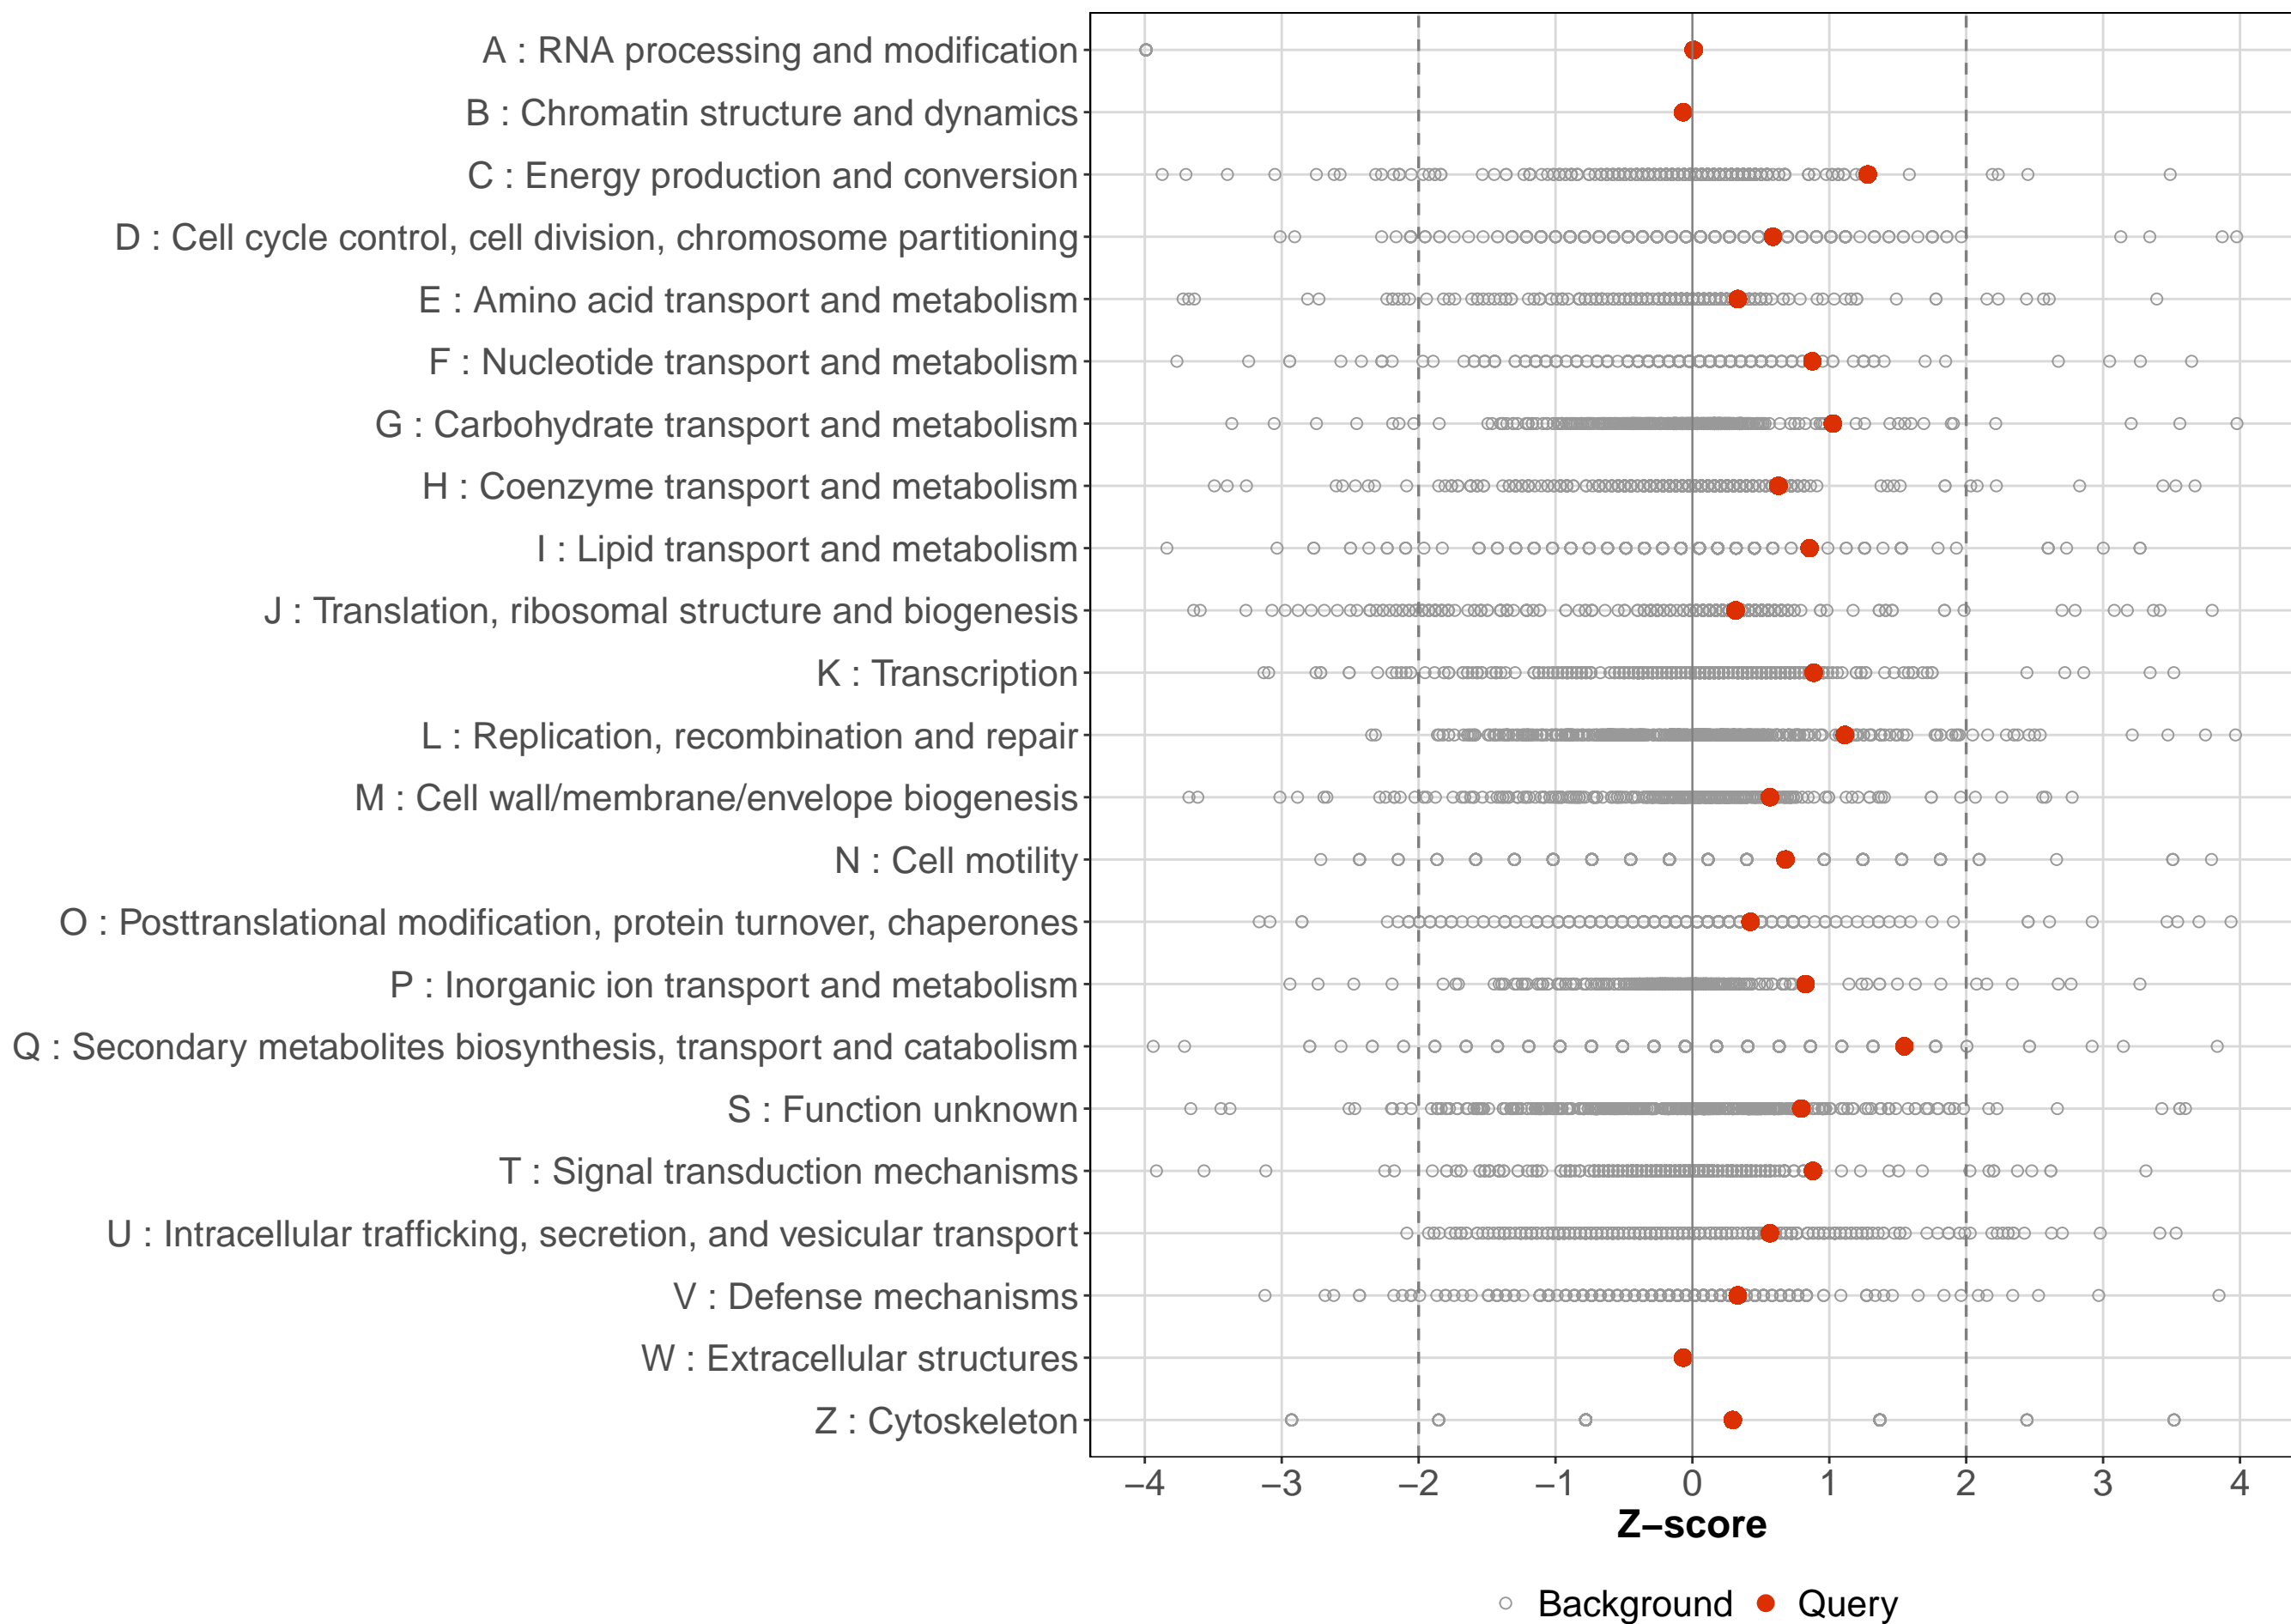 A : RNA processing and modification
B : Chromatin structure and dynamics
C : Energy production and conversion
D : Cell cycle control, cell division, chromosome partitioning
E : Amino acid transport and metabolism
F : Nucleotide transport and metabolism
G : Carbohydrate transport and metabolism
H : Coenzyme transport and metabolism
I : Lipid transport and metabolism
J : Translation, ribosomal structure and biogenesis
K : Transcription
L : Replication, recombination and repair
M : Cell wall/membrane/envelope biogenesis
N : Cell motility
O : Posttranslational modification, protein turnover, chaperones
P : Inorganic ion transport and metabolism
Q : Secondary metabolites biosynthesis, transport and catabolism
S : Function unknown
T : Signal transduction mechanisms
U : Intracellular trafficking, secretion, and vesicular transport
V : Defense mechanisms
W : Extracellular structures
Z : Cytoskeleton
−4 −3 −2 −1 0 1 2 3 4
Z−score
Background Query